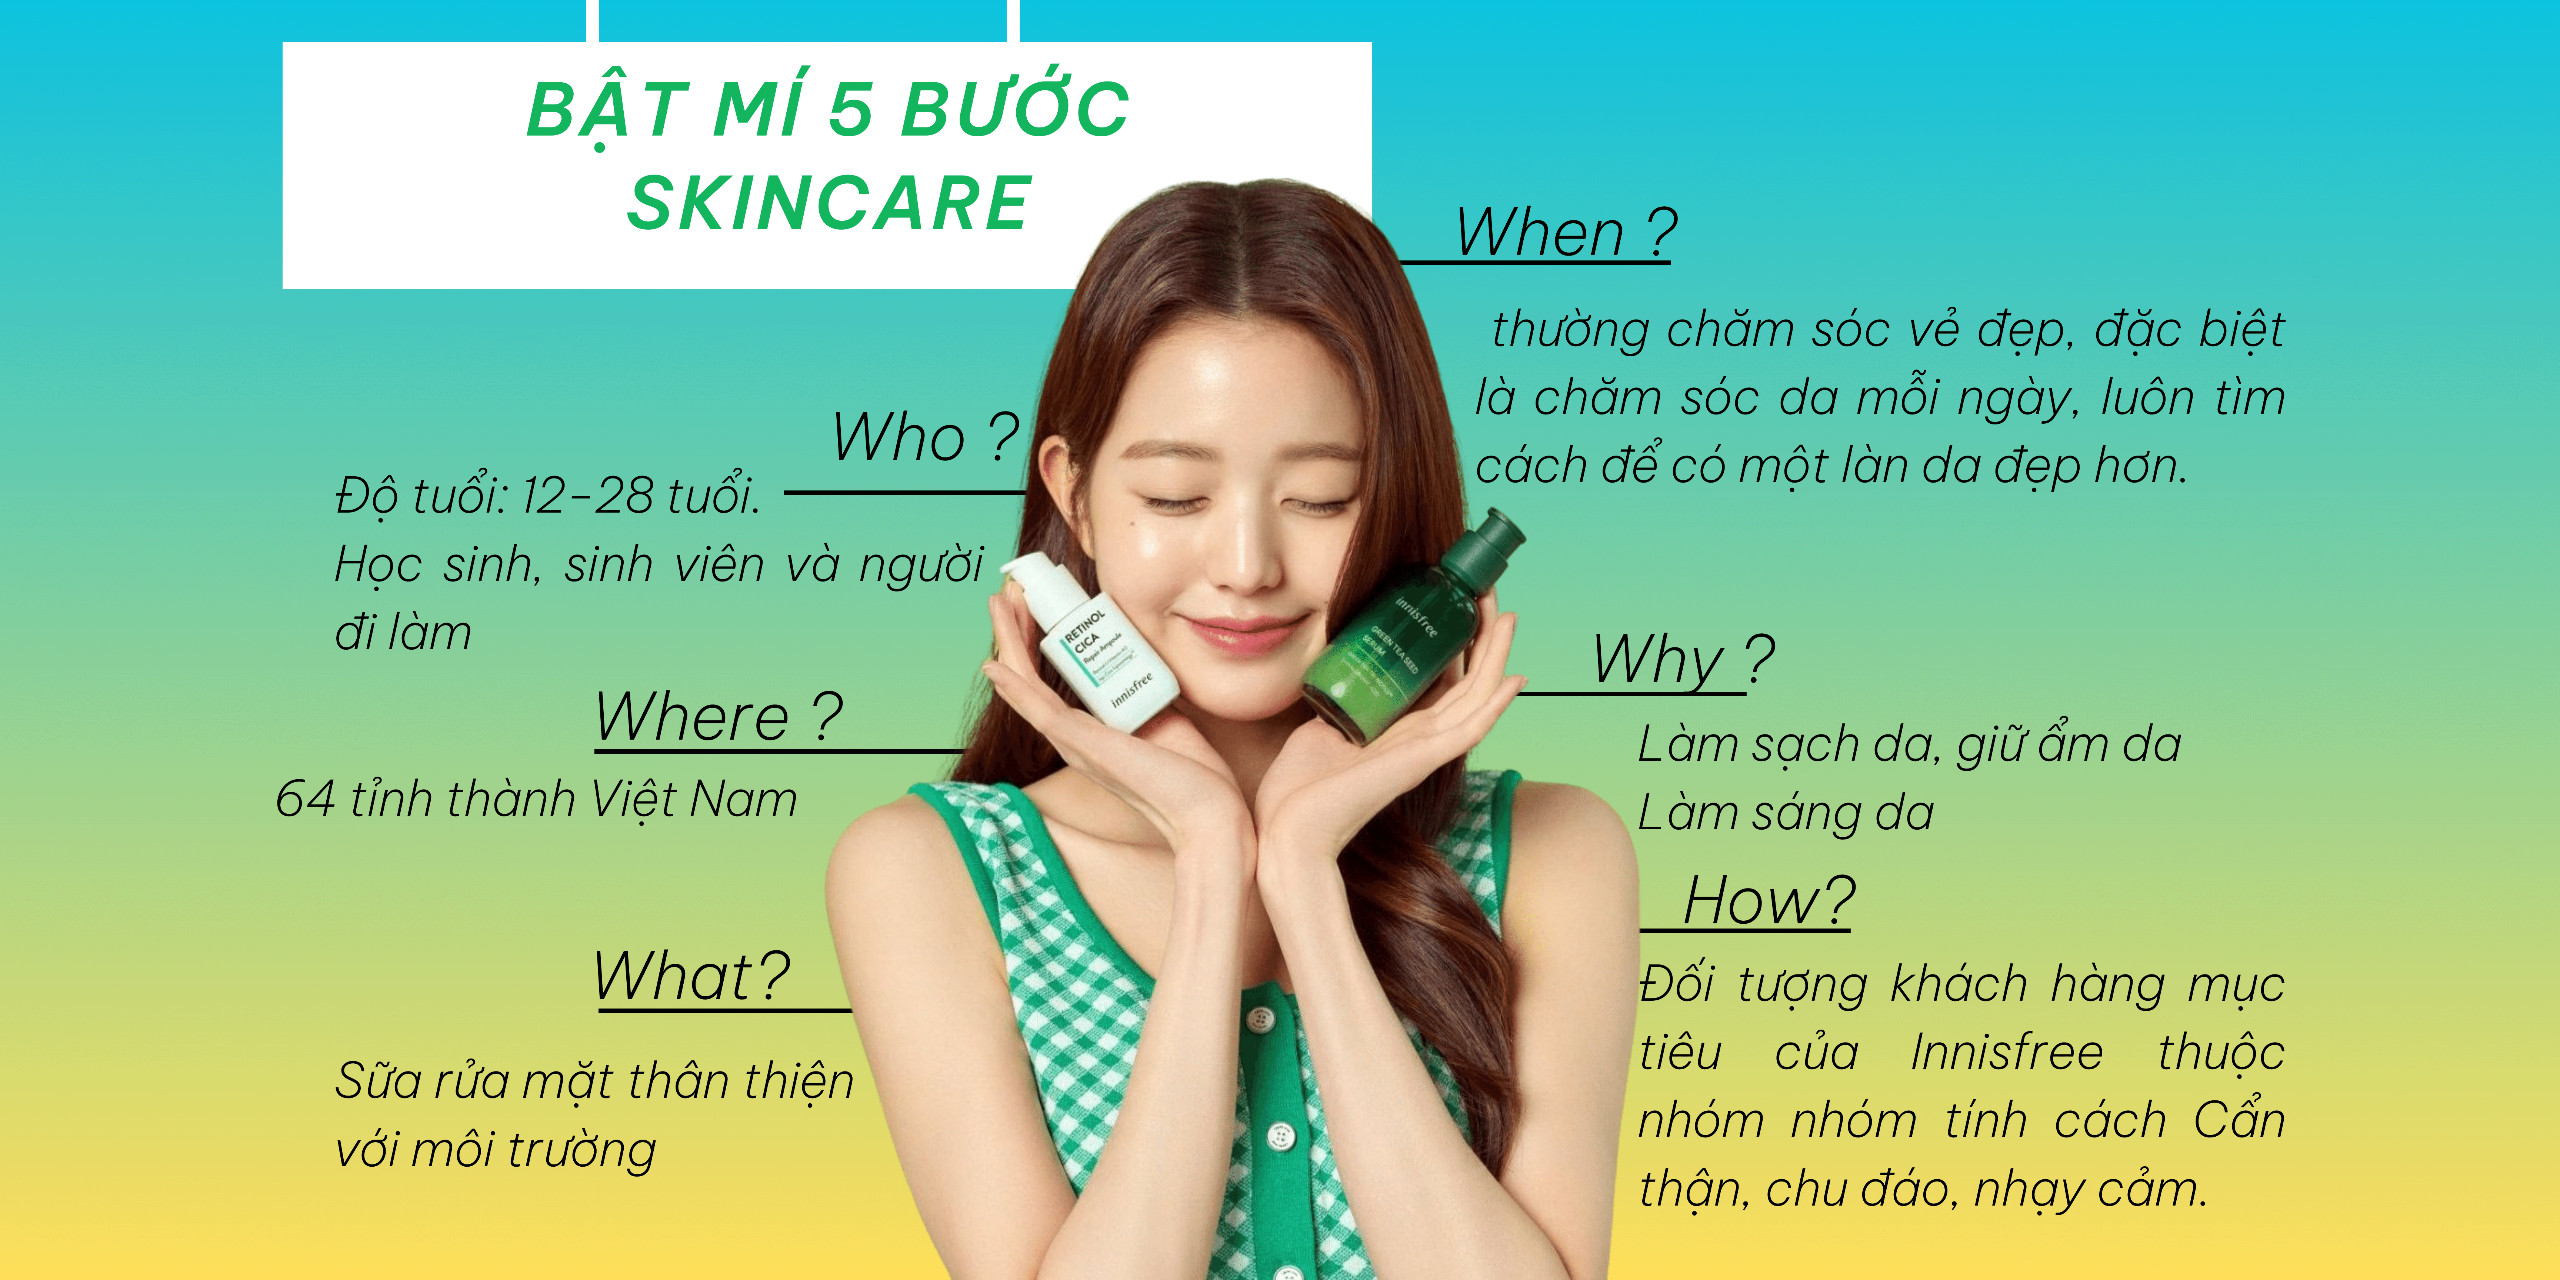 BẬT MÍ 5 BƯỚC
SKINCARE
Who ?
Độ tuổi: 12-28 tuổi.
Học sinh, sinh viên và người
đi làm
Where ?
64 tỉnh thành Việt Nam
What?
Sữa rửa mặt thân thiện
với môi trường
When ?
thường chăm sóc vẻ đẹp, đặc biệt
là chăm sóc da mỗi ngày, luôn tìm
cách để có một làn da đẹp hơn.
Why ?
Làm sạch da, giữ ẩm da
Làm sáng da
How?
Đối tượng khách hàng mục
tiêu của Innisfree thuộc
nhóm nhóm tính cách Cẩn
thận, chu đáo, nhạy cảm.
RETINOL
CICA
Repair Ampoule
innisfree
innisfree
GREEN TEA SEED
SERUM